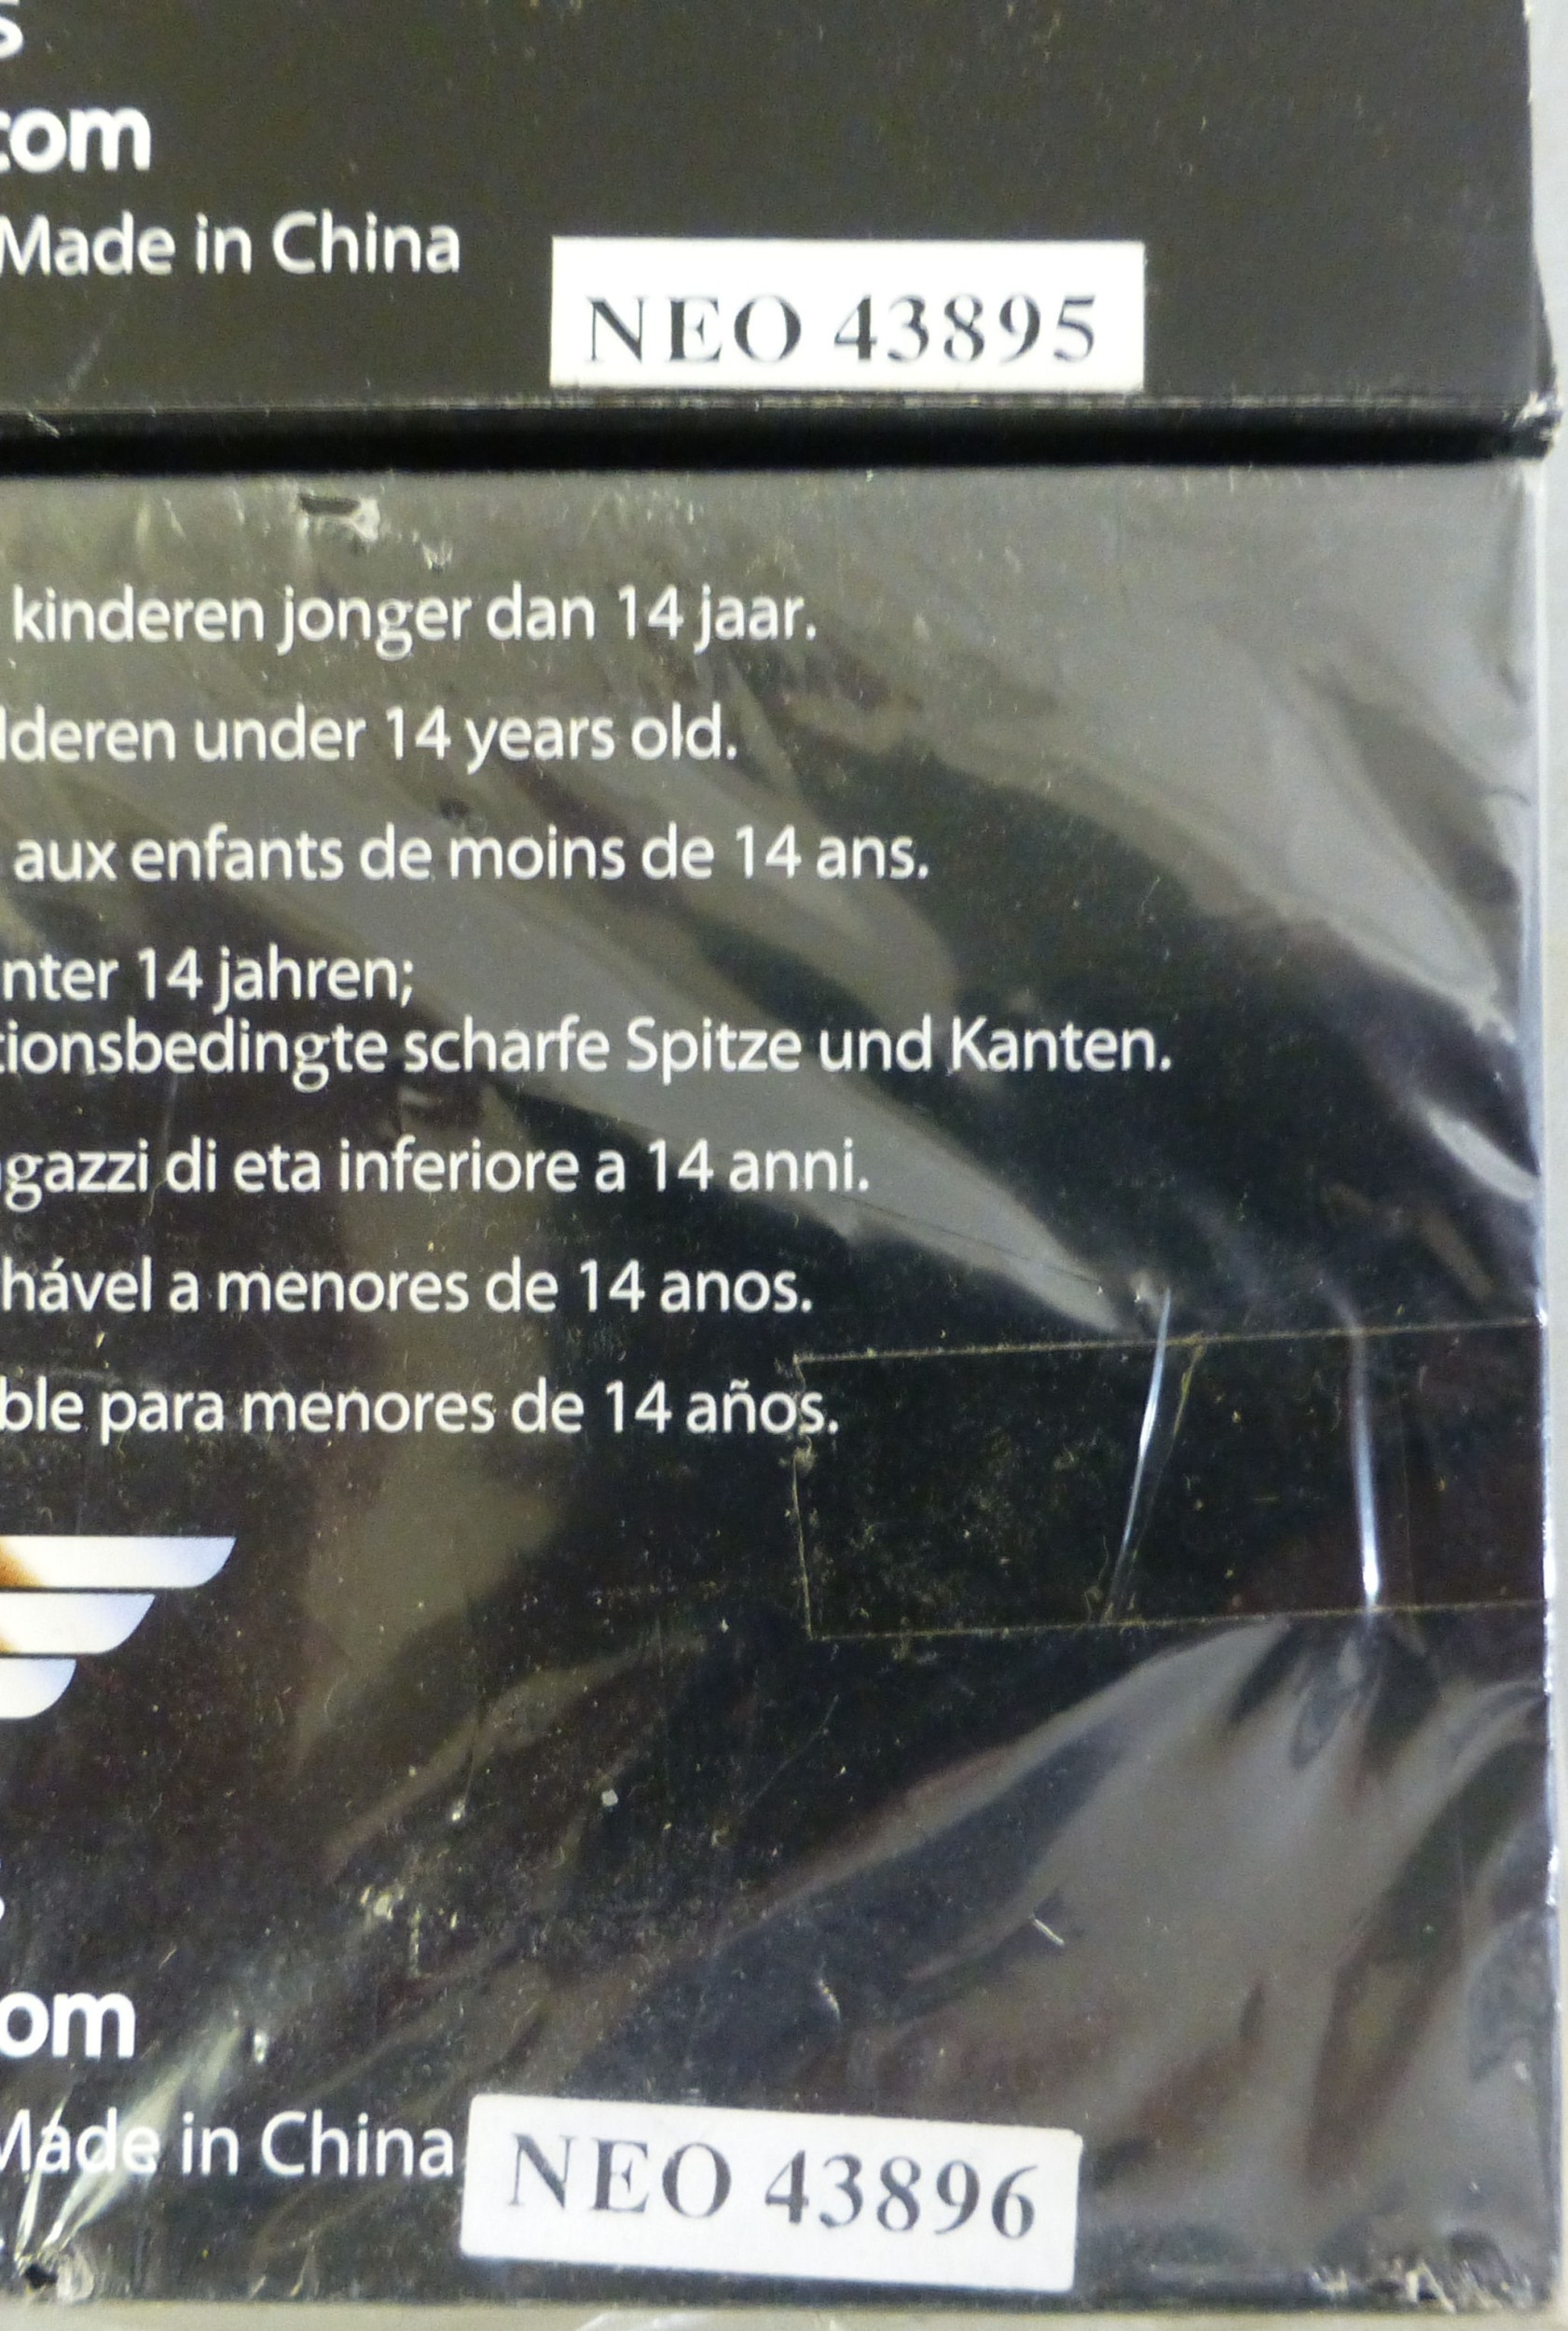 s
com
Made in China
NEO 43895
kinderen jonger dan 14 jaar.
lderen under 14 years old.
aux enfants de moins de 14 ans.
nter 14 jahren;
tionsbedingte scharfe Spitze und Kanten.
gazzi di eta inferiore a 14 anni.
hável a menores de 14 anos.
ble para menores de 14 años.
om
Made in China
NEO 43896